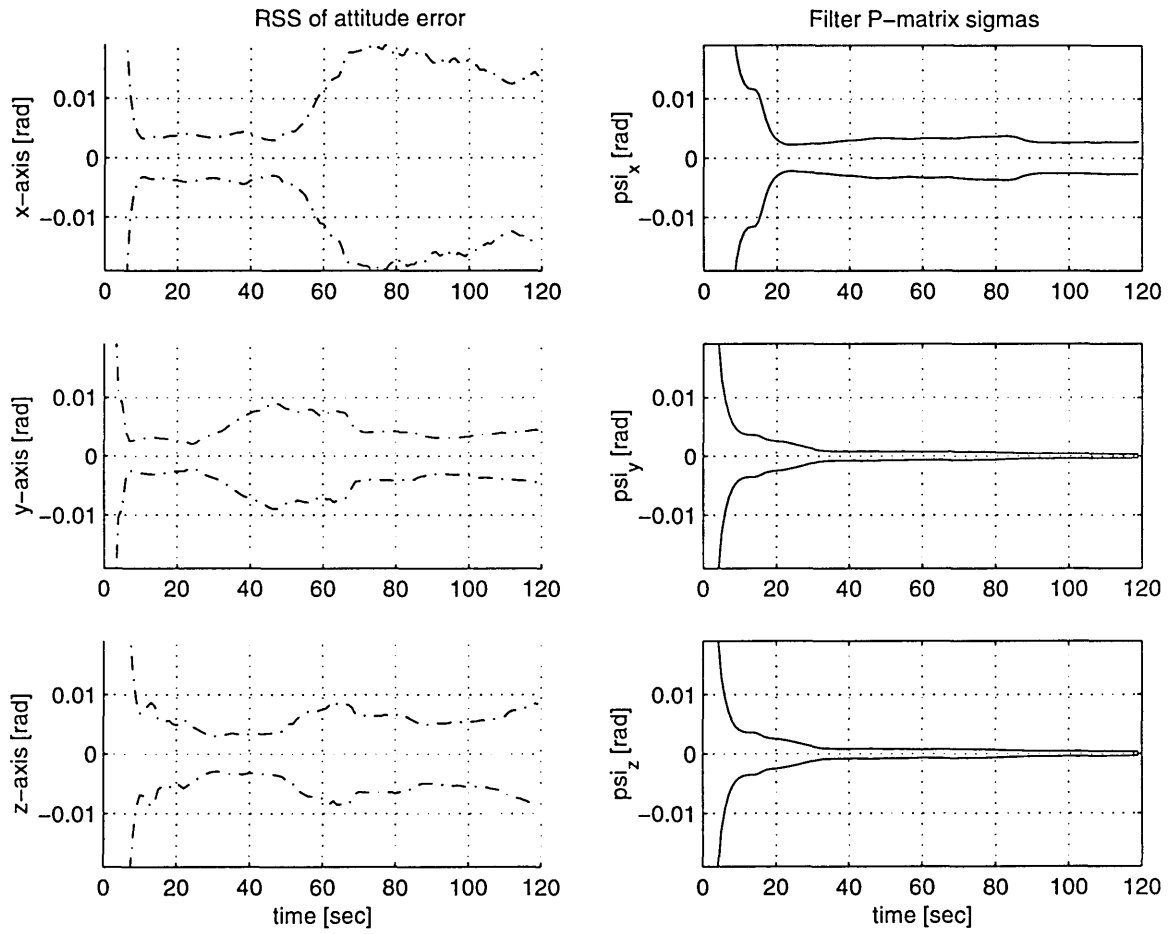 RSS of attitude error
Filter P−matrix sigmas
x−axis [rad]
0.01
0
−0.01
0 20 40 60 80 100 120
psi_x [rad]
0.01
0
−0.01
0 20 40 60 80 100 120
y−axis [rad]
0.01
0
−0.01
0 20 40 60 80 100 120
psi_y [rad]
0.01
0
−0.01
0 20 40 60 80 100 120
z−axis [rad]
0.01
0
−0.01
0 20 40 60 80 100 120
time [sec]
psi_z [rad]
0.01
0
−0.01
0 20 40 60 80 100 120
time [sec]